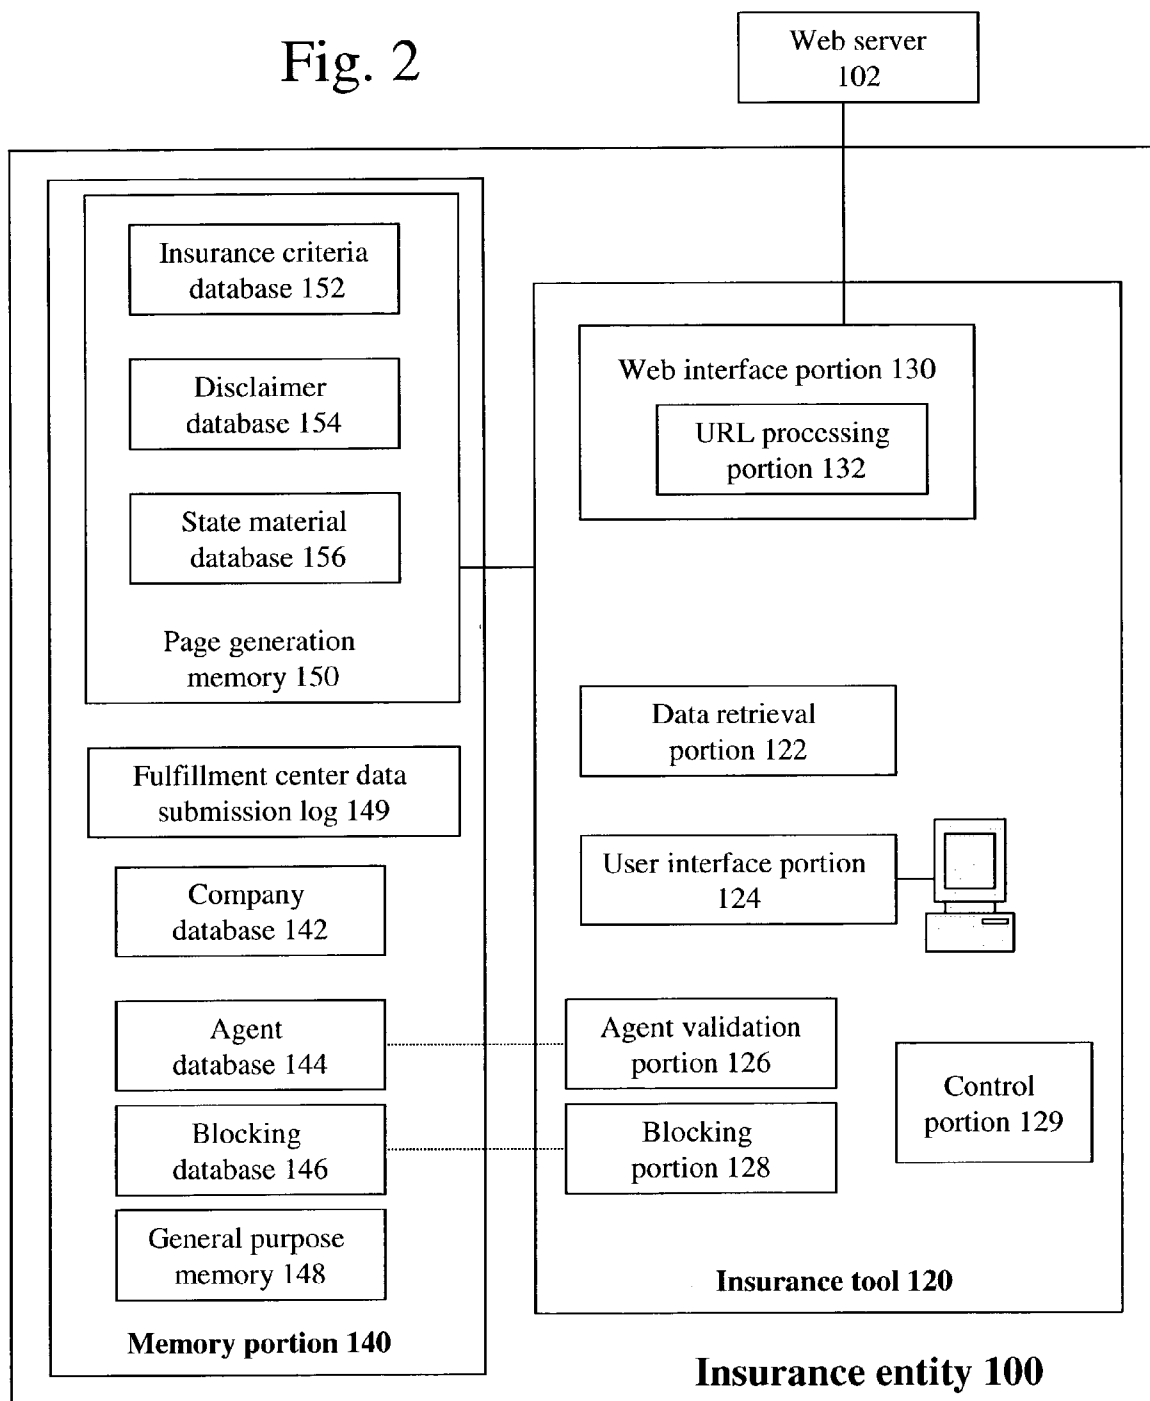 Fig. 2
Web server
102
Insurance criteria
database 152
Disclaimer
database 154
State material
database 156
Page generation
memory 150
Fulfillment center data
submission log 149
Company
database 142
Agent
database 144
Blocking
database 146
General purpose
memory 148
Memory portion 140
Web interface portion 130
URL processing
portion 132
Data retrieval
portion 122
User interface portion
124
Agent validation
portion 126
Blocking
portion 128
Control
portion 129
Insurance tool 120
Insurance entity 100